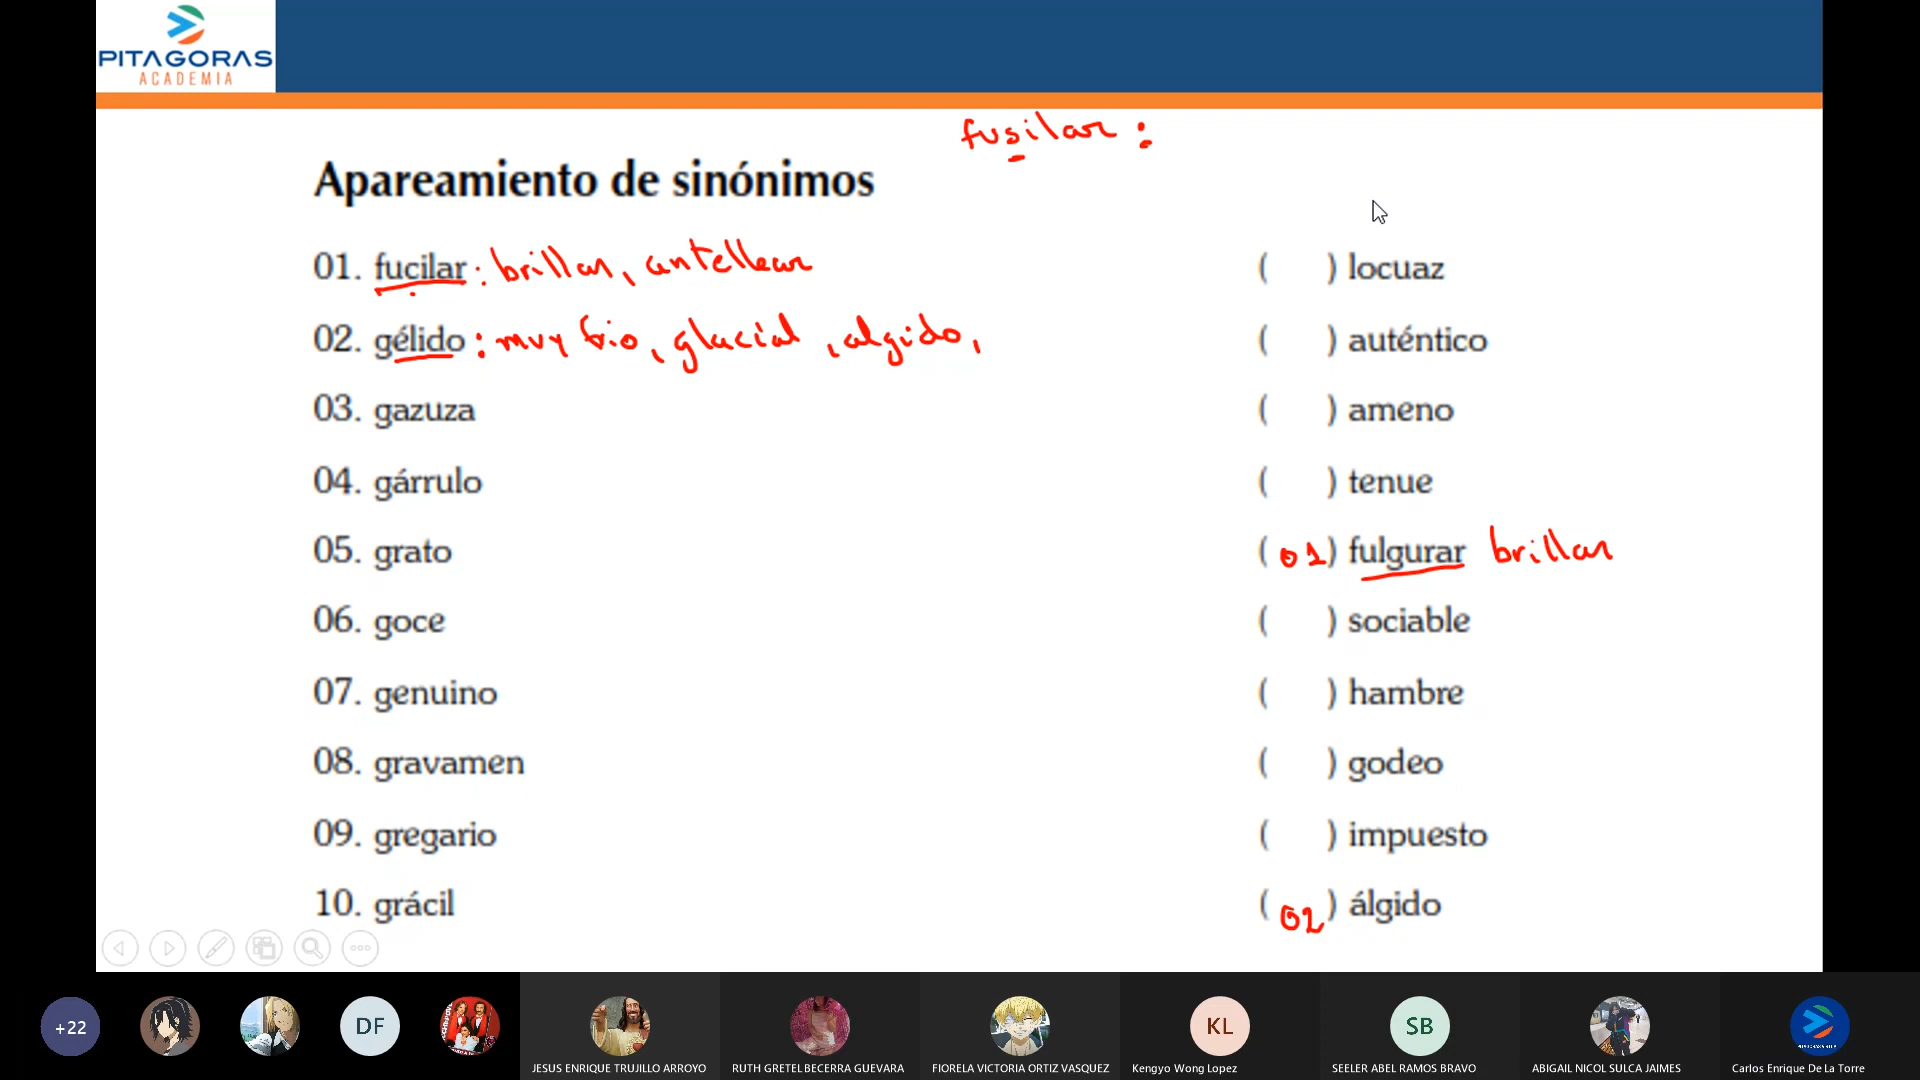 PITAGORAS
ACADEMIA
fusilar :
Apareamiento de sinónimos
01. fucilar : brillar, centellear
( ) locuaz
02. gélido : muy frio, glacial, algido,
( ) auténtico
03. gazuza
( ) ameno
04. gárrulo
( ) tenue
05. grato
( 01 ) fulgurar brillar
06. goce
( ) sociable
07. genuino
( ) hambre
08. gravamen
( ) godeo
09. gregario
( ) impuesto
10. grácil
( 02 ) álgido
+22
DF
KL
SB
JESUS ENRIQUE TRUJILLO ARROYO
RUTH GRETEL BECERRA GUEVARA
FIORELA VICTORIA ORTIZ VASQUEZ
Kengyo Wong Lopez
SEELER ABEL RAMOS BRAVO
ABIGAIL NICOL SULCA JAIMES
Carlos Enrique De La Torre